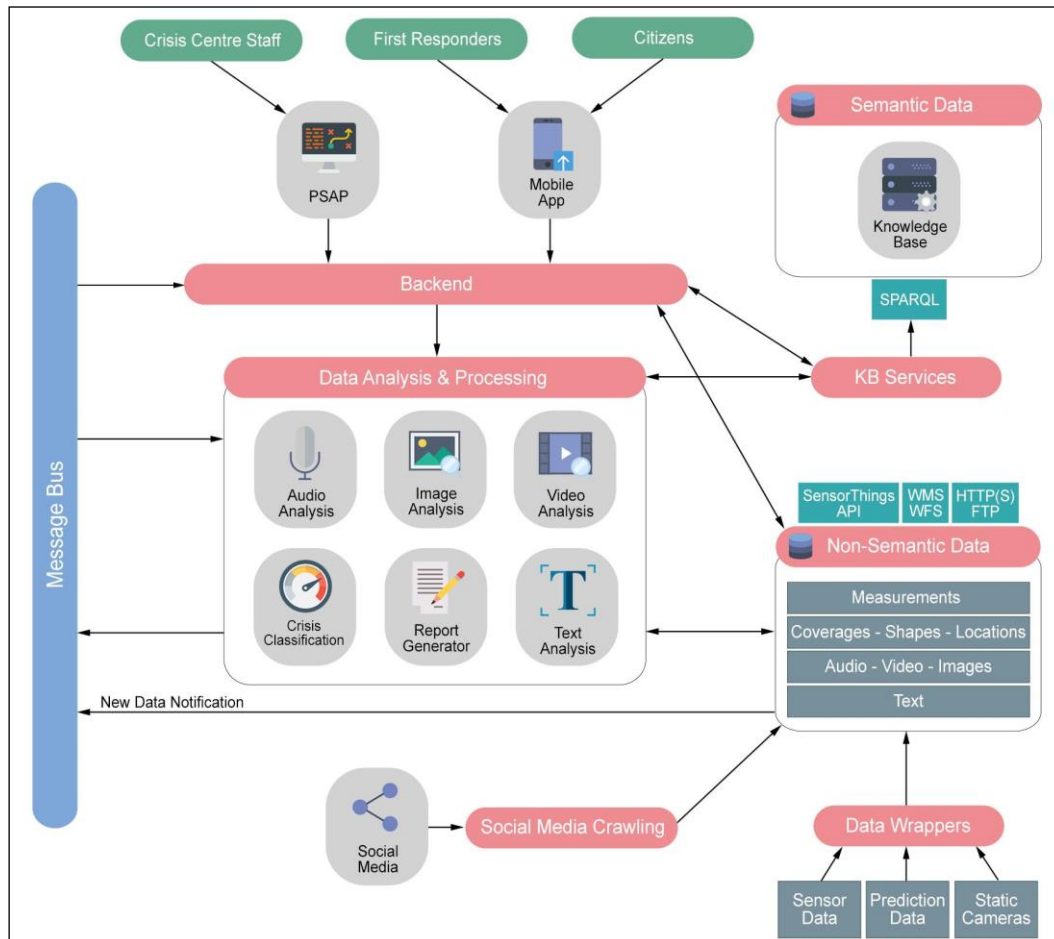 Crisis Centre Staff
First Responders
Citizens
PSAP
Mobile
App
Semantic Data
Knowledge
Base
SPARQL
Backend
KB Services
Message Bus
Data Analysis & Processing
Audio
Analysis
Image
Analysis
Video
Analysis
Crisis
Classification
Report
Generator
Text
Analysis
SensorThings
API
WMS
WFS
HTTP(S)
FTP
Non-Semantic Data
Measurements
Coverages - Shapes - Locations
Audio - Video - Images
Text
New Data Notification
Social
Media
Social Media Crawling
Data Wrappers
Sensor
Data
Prediction
Data
Static
Cameras